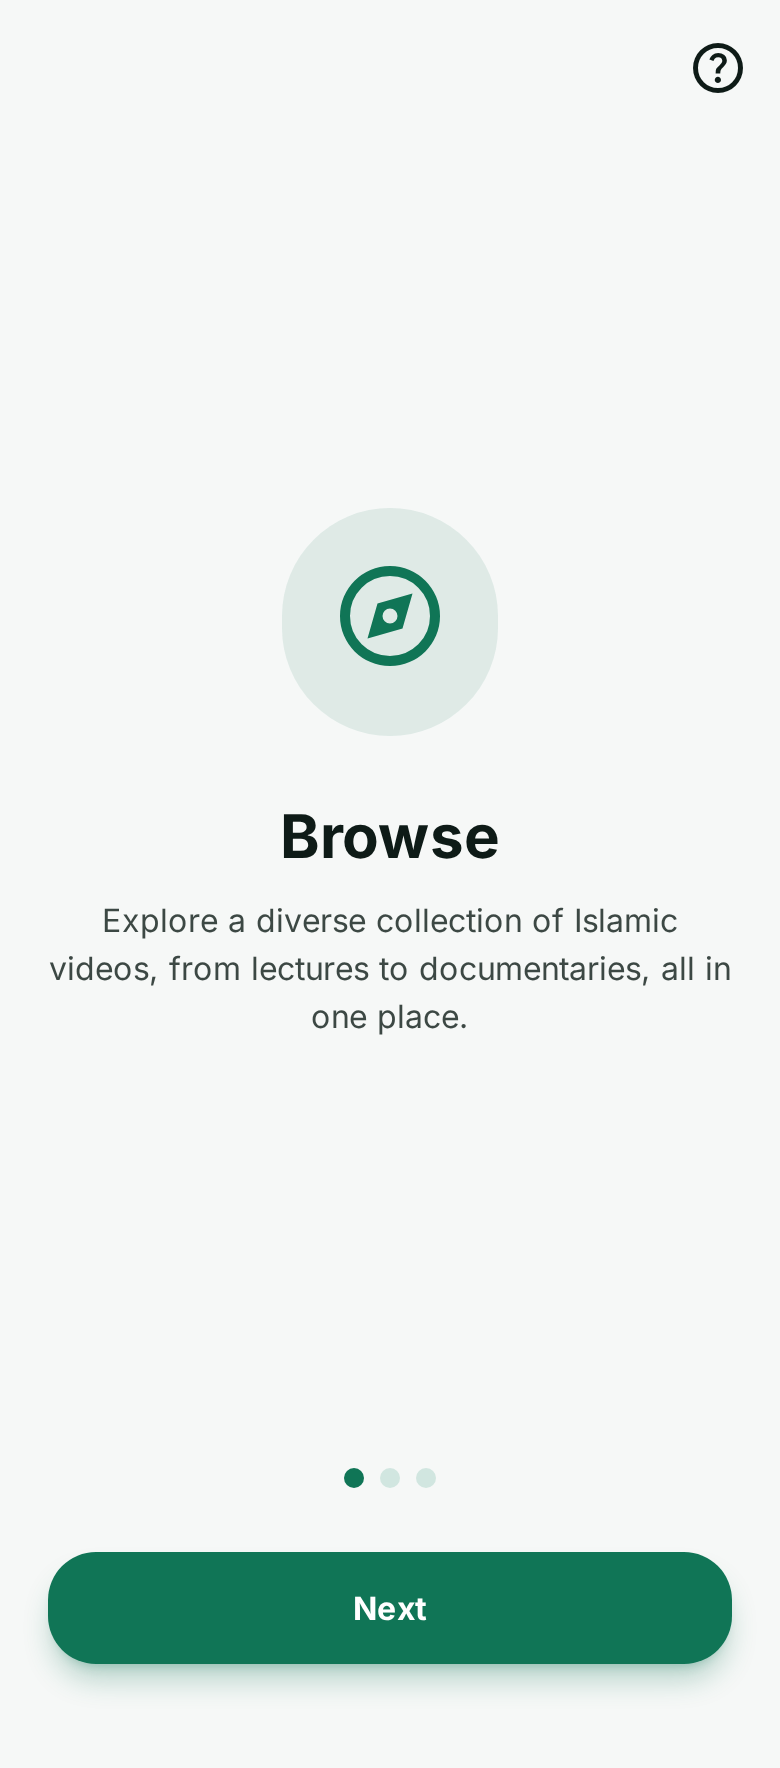 Browse
Explore a diverse collection of Islamic
videos, from lectures to documentaries, all in
one place.
Next